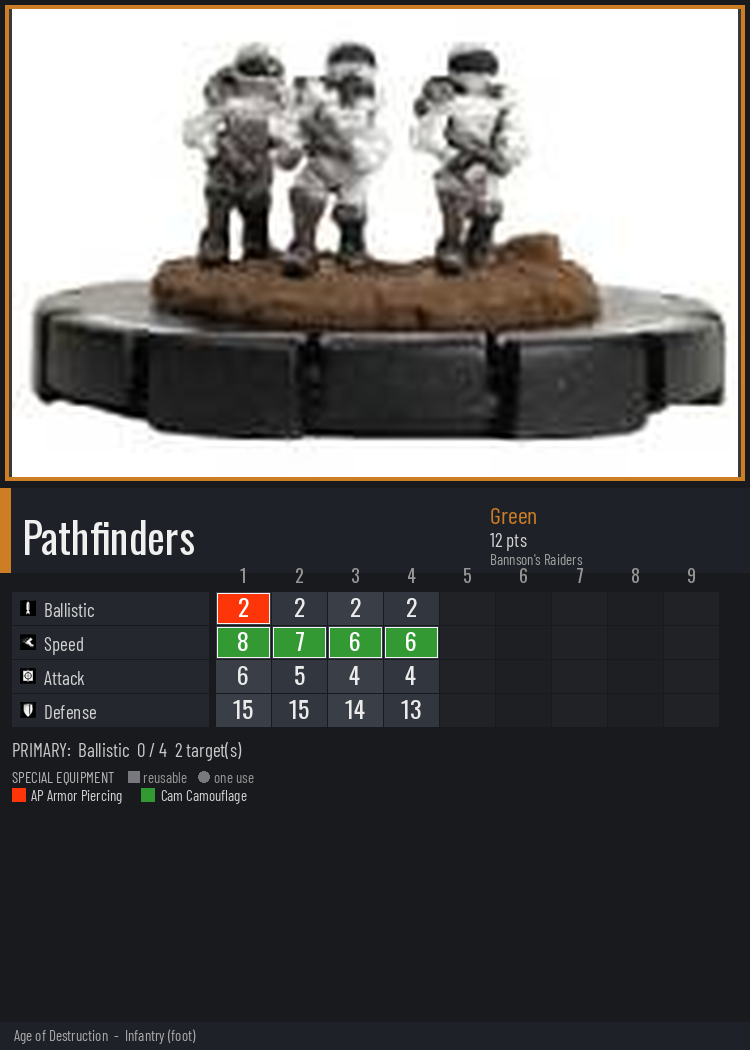 Pathfinders
Green
12 pts
Bannson's Raiders
1 2 3 4 5 6 7 8 9
Ballistic 2 2 2 2
Speed 8 7 6 6
Attack 6 5 4 4
Defense 15 15 14 13
PRIMARY: Ballistic 0 / 4 2 target(s)
SPECIAL EQUIPMENT reusable one use
AP Armor Piercing Cam Camouflage
Age of Destruction - Infantry (foot)